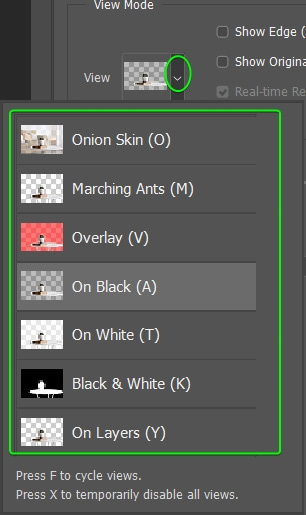 View Mode
Show Edge (
Show Origina
View
Real-time Re
Onion Skin (O)
Marching Ants (M)
Overlay (V)
On Black (A)
On White (T)
Black & White (K)
On Layers (Y)
Press F to cycle views.
Press X to temporarily disable all views.